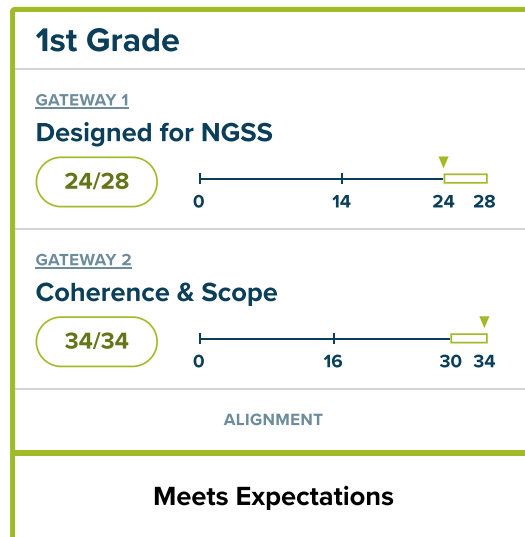 1st Grade
GATEWAY 1
Designed for NGSS
24/28
0 14 24 28
GATEWAY 2
Coherence & Scope
34/34
0 16 30 34
ALIGNMENT
Meets Expectations